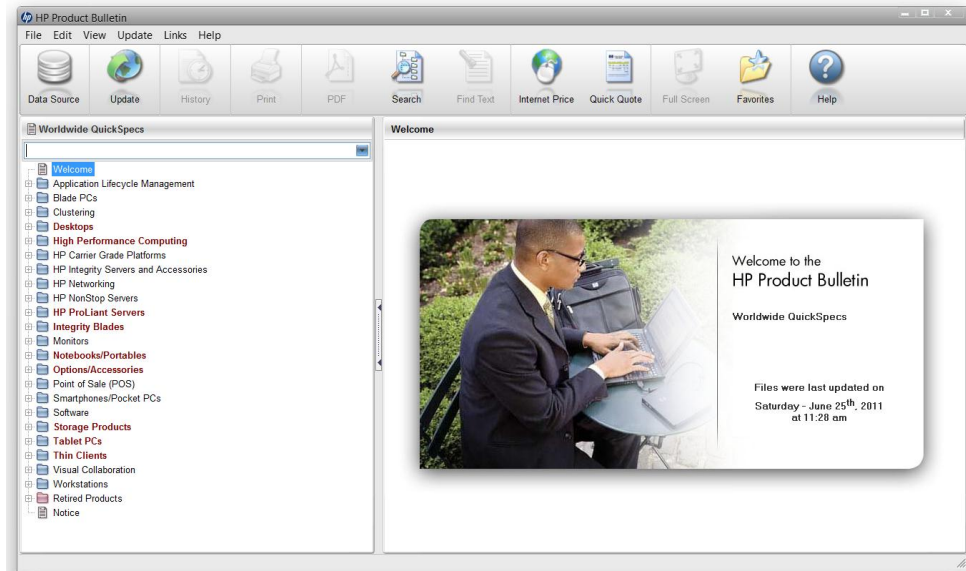 HP Product Bulletin
File Edit View Update Links Help
Data Source Update History Print PDF Search Find Text Internet Price Quick Quote Full Screen Favorites Help
Worldwide QuickSpecs
Welcome
Application Lifecycle Management
Blade PCs
Clustering
Desktops
High Performance Computing
HP Carrier Grade Platforms
HP Integrity Servers and Accessories
HP Networking
HP NonStop Servers
HP ProLiant Servers
Integrity Blades
Monitors
Notebooks/Portables
Options/Accessories
Point of Sale (POS)
Smartphones/Pocket PCs
Software
Storage Products
Tablet PCs
Thin Clients
Visual Collaboration
Workstations
Retired Products
Notice
Welcome
Welcome to the
HP Product Bulletin
Worldwide QuickSpecs
Files were last updated on
Saturday - June 25th, 2011
at 11:28 am